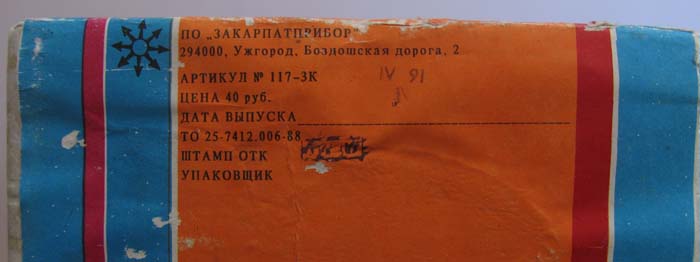 ПО „ЗАКАРПАТПРИБОР"
294000, Ужгород, Боздошская дорога, 2
АРТИКУЛ № 117-3К
IV 91
ЦЕНА 40 руб.
ДАТА ВЫПУСКА
ТО 25-7412.006-88
ШТАМП ОТК
УПАКОВЩИК